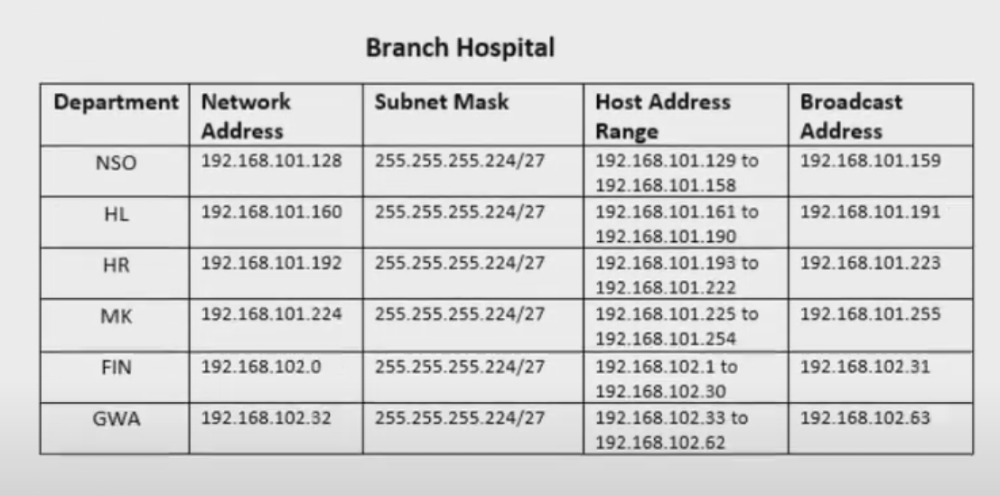 Branch Hospital
Department Network Address Subnet Mask Host Address Range Broadcast Address
NSO 192.168.101.128 255.255.255.224/27 192.168.101.129 to 192.168.101.158 192.168.101.159
HL 192.168.101.160 255.255.255.224/27 192.168.101.161 to 192.168.101.190 192.168.101.191
HR 192.168.101.192 255.255.255.224/27 192.168.101.193 to 192.168.101.222 192.168.101.223
MK 192.168.101.224 255.255.255.224/27 192.168.101.225 to 192.168.101.254 192.168.101.255
FIN 192.168.102.0 255.255.255.224/27 192.168.102.1 to 192.168.102.30 192.168.102.31
GWA 192.168.102.32 255.255.255.224/27 192.168.102.33 to 192.168.102.62 192.168.102.63